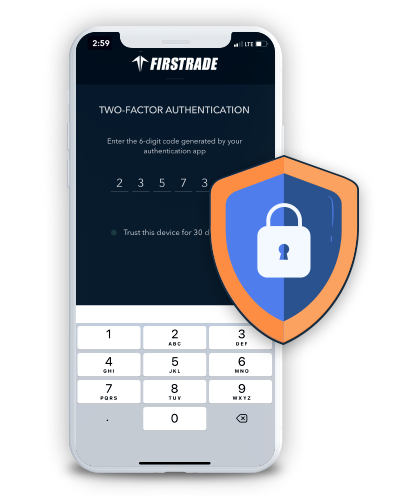 2:59
LTE
FIRSTRADE
TWO-FACTOR AUTHENTICATION
Enter the 6-digit code generated by your
authentication app
2 3 5 7 3
Trust this device for 30 d
1 2 3
ABC DEF
4 5 6
GHI JKL MNO
7 8 9
PQRS TUV WXYZ
. 0